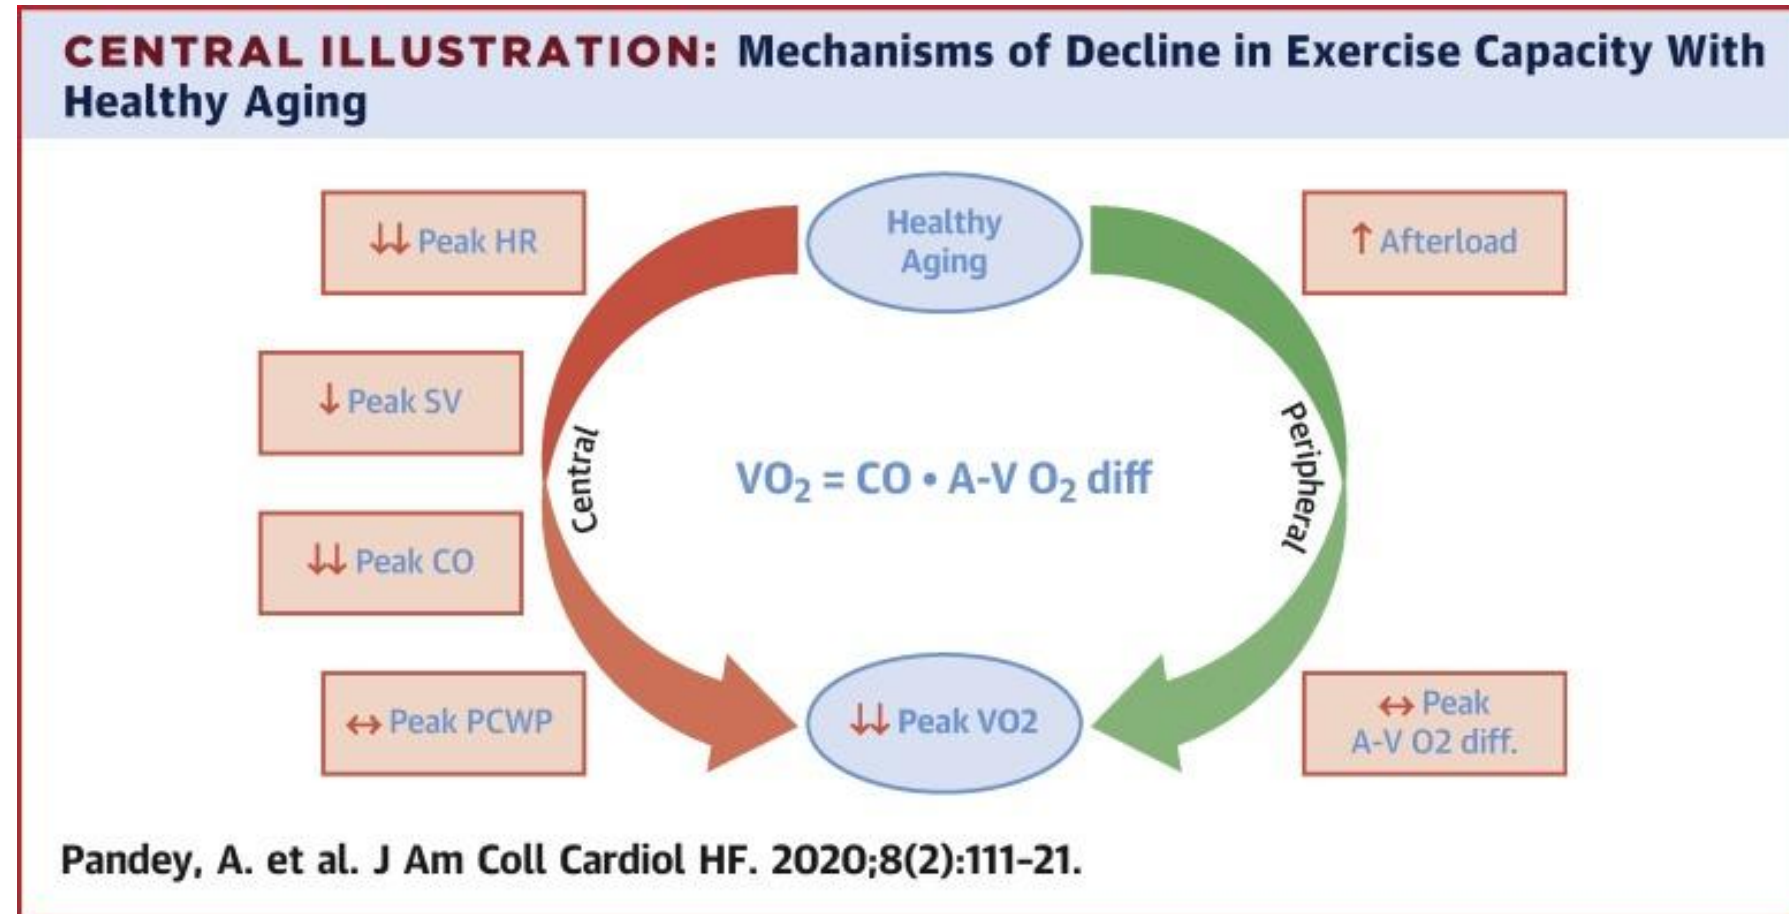 CENTRAL ILLUSTRATION: Mechanisms of Decline in Exercise Capacity With
Healthy Aging
↓↓ Peak HR
↓ Peak SV
↓↓ Peak CO
↔ Peak PCWP
Central
Healthy
Aging
VO₂ = CO • A-V O₂ diff
↓↓ Peak VO2
Peripheral
↑ Afterload
↔ Peak
A-V O2 diff.
Pandey, A. et al. J Am Coll Cardiol HF. 2020;8(2):111–21.